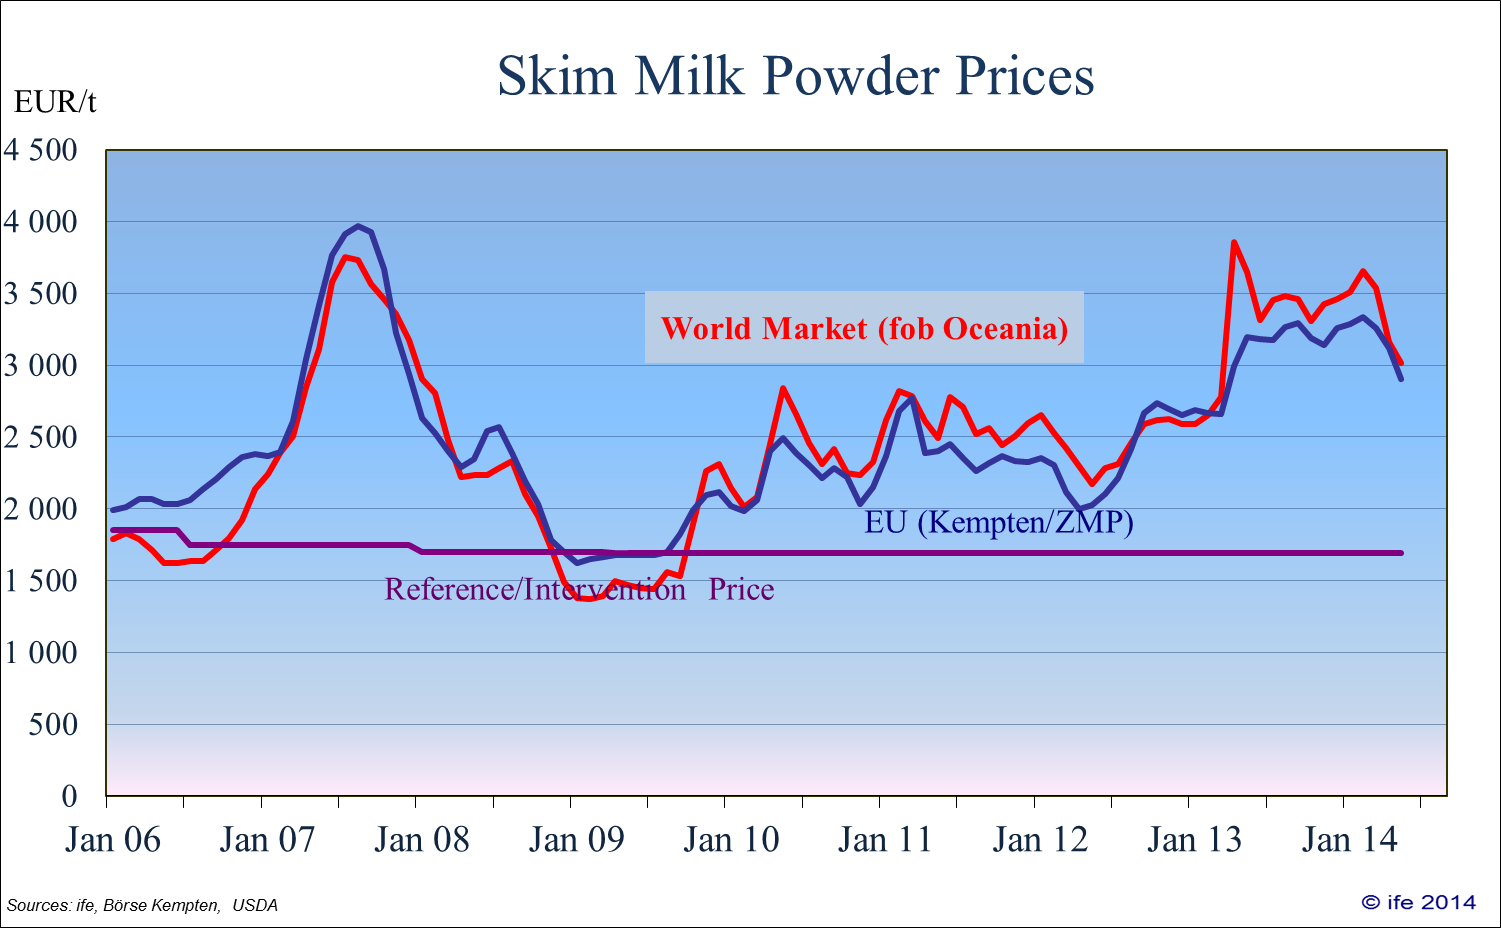 Skim Milk Powder Prices
EUR/t
4 500
4 000
3 500
World Market (fob Oceania)
3 000
2 500
2 000
EU (Kempten/ZMP)
1 500
Reference/Intervention Price
1 000
500
0
Jan 06 Jan 07 Jan 08 Jan 09 Jan 10 Jan 11 Jan 12 Jan 13 Jan 14
Sources: ife, Börse Kempten, USDA
© ife 2014